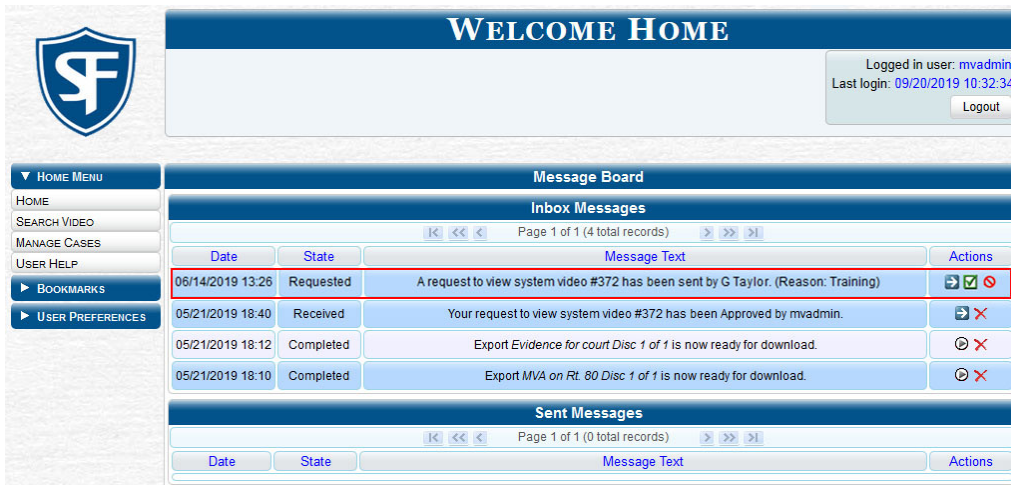 WELCOME HOME
SF
Logged in user: mvadmin
Last login: 09/20/2019 10:32:34
Logout
▼ HOME MENU
HOME
SEARCH VIDEO
MANAGE CASES
USER HELP
▶ BOOKMARKS
▶ USER PREFERENCES
Message Board
Inbox Messages
Page 1 of 1 (4 total records)
Date State Message Text Actions
06/14/2019 13:26 Requested A request to view system video #372 has been sent by G Taylor. (Reason: Training)
05/21/2019 18:40 Received Your request to view system video #372 has been Approved by mvadmin.
05/21/2019 18:12 Completed Export Evidence for court Disc 1 of 1 is now ready for download.
05/21/2019 18:10 Completed Export MVA on Rt. 80 Disc 1 of 1 is now ready for download.
Sent Messages
Page 1 of 1 (0 total records)
Date State Message Text Actions